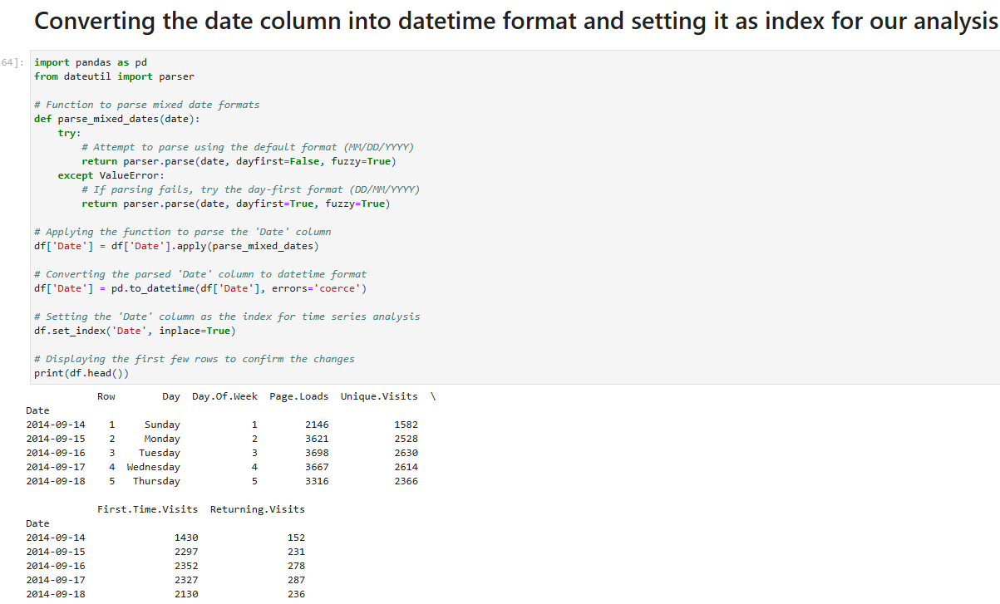 Converting the date column into datetime format and setting it as index for our analysis
64]:
import pandas as pd
from dateutil import parser
# Function to parse mixed date formats
def parse_mixed_dates(date):
    try:
        # Attempt to parse using the default format (MM/DD/YYYY)
        return parser.parse(date, dayfirst=False, fuzzy=True)
    except ValueError:
        # If parsing fails, try the day-first format (DD/MM/YYYY)
        return parser.parse(date, dayfirst=True, fuzzy=True)
# Applying the function to parse the 'Date' column
df['Date'] = df['Date'].apply(parse_mixed_dates)
# Converting the parsed 'Date' column to datetime format
df['Date'] = pd.to_datetime(df['Date'], errors='coerce')
# Setting the 'Date' column as the index for time series analysis
df.set_index('Date', inplace=True)
# Displaying the first few rows to confirm the changes
print(df.head())
            Row        Day  Day.Of.Week  Page.Loads  Unique.Visits  \
Date
2014-09-14    1     Sunday            1        2146           1582
2014-09-15    2     Monday            2        3621           2528
2014-09-16    3    Tuesday            3        3698           2630
2014-09-17    4  Wednesday            4        3667           2614
2014-09-18    5   Thursday            5        3316           2366
            First.Time.Visits  Returning.Visits
Date
2014-09-14               1430               152
2014-09-15               2297               231
2014-09-16               2352               278
2014-09-17               2327               287
2014-09-18               2130               236